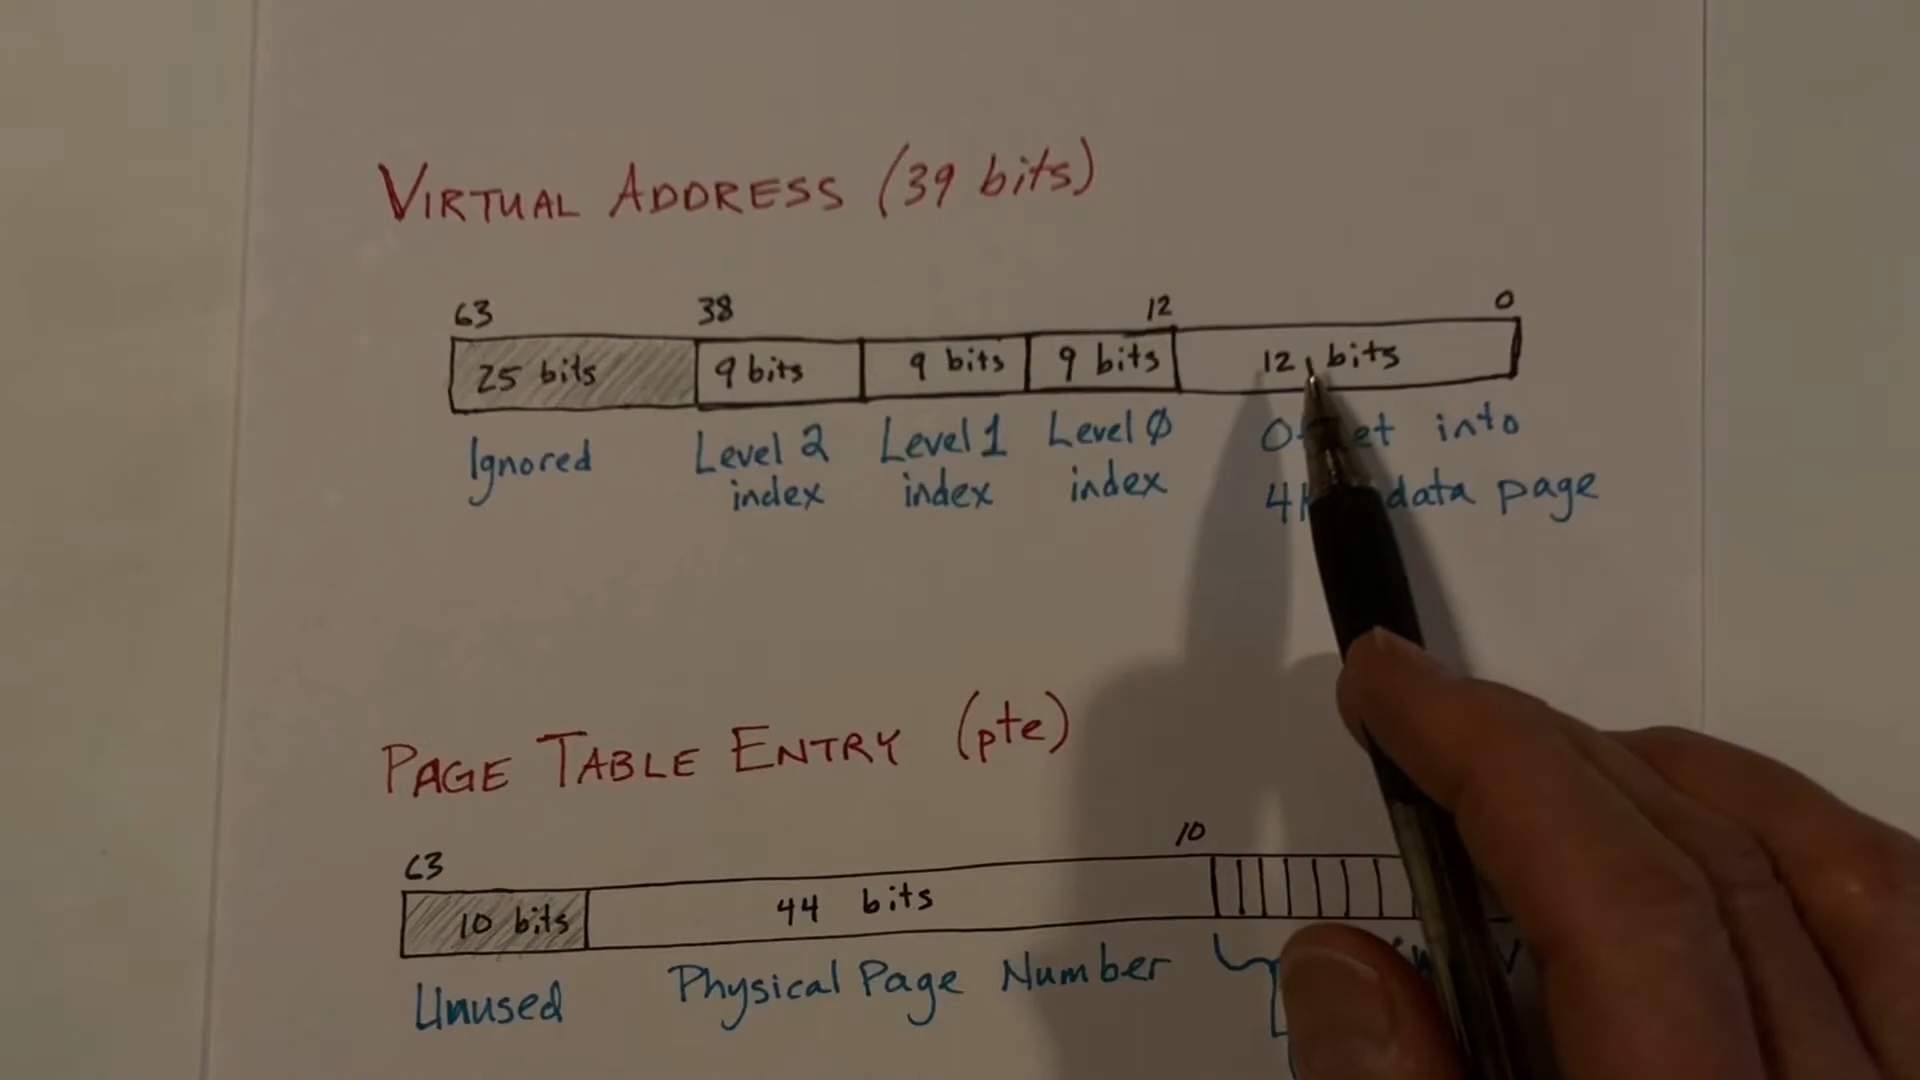 VIRTUAL ADDRESS (39 bits)
63 38 12 0
25 bits 9 bits 9 bits 9 bits 12 bits
Ignored Level 2 index Level 1 index Level 0 index into
data page
PAGE TABLE ENTRY (pte)
63 10
10 bits 44 bits
Unused Physical Page Number V